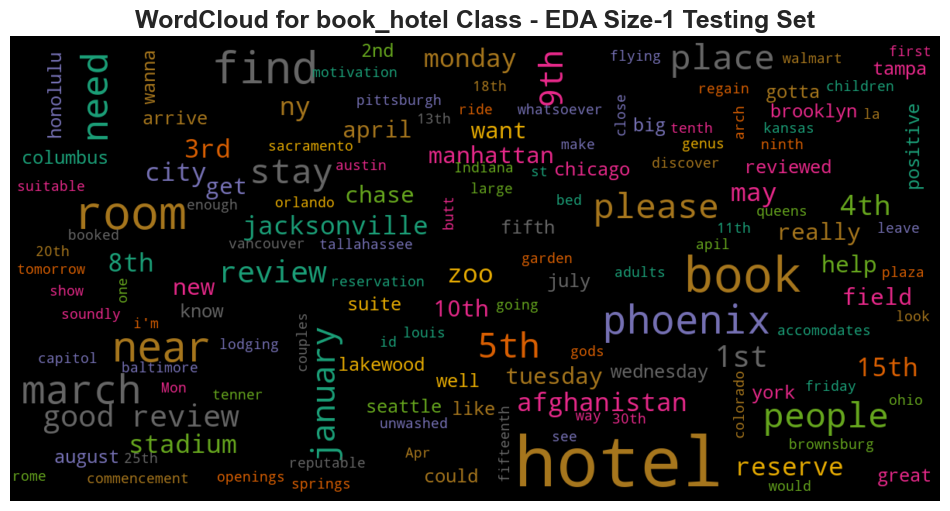 WordCloud for book_hotel Class - EDA Size-1 Testing Set
honolulu
need
wanna
find
motivation
2nd
monday
9th
flying
place
walmart
first
tampa
arrive
ny
pittsburgh
18th
ride
whatsoever
close
regain
gotta
children
columbus
3rd
sacramento
april
13th
want
make
big
tenth
arch
brooklyn
la
kansas
positive
suitable
city
get
stay
austin
manhattan
Indiana
st
chicago
genus
discover
ninth
reviewed
room
enough
orlando
chase
large
bed
please
may
queens
4th
booked
vancouver
jacksonville
tallahassee
butt
fifth
11th
apil
really
leave
20th
tomorrow
8th
review
reservation
zoo
garden
july
adults
book
help
plaza
show
soundly
one
new
know
suite
10th
going
phoenix
field
look
accomodates
i'm
near
lodging
couples
january
id
louis
5th
gods
1st
15th
capitol
baltimore
Mon
lakewood
well
tuesday
wednesday
friday
march
tenner
seattle
like
afghanistan
way
30th
colorado
york
ohio
good review
unwashed
people
stadium
fifteenth
see
brownsburg
august
25th
reputable
Apr
hotel
reserve
rome
commencement
openings
springs
could
would
great